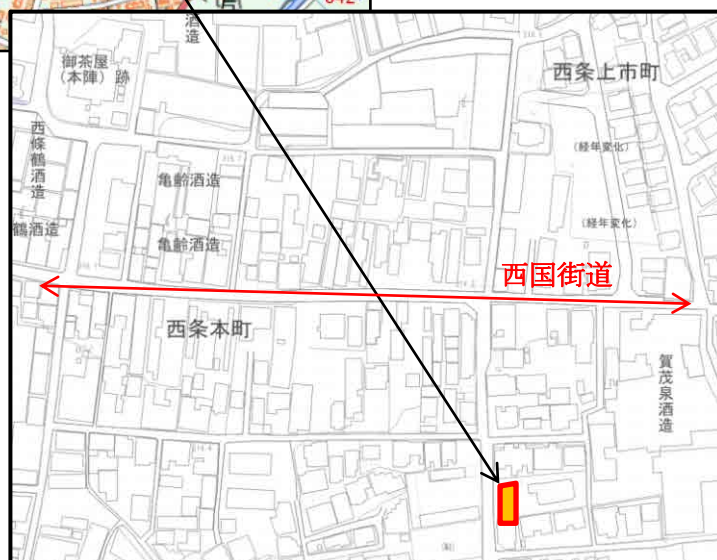 酒造
御茶屋
(本陣)跡
西条上市町
(経年変化)
西條鶴酒造
亀齢酒造
鶴酒造
亀齢酒造
(経年変化)
西国街道
西条本町
賀茂泉酒造